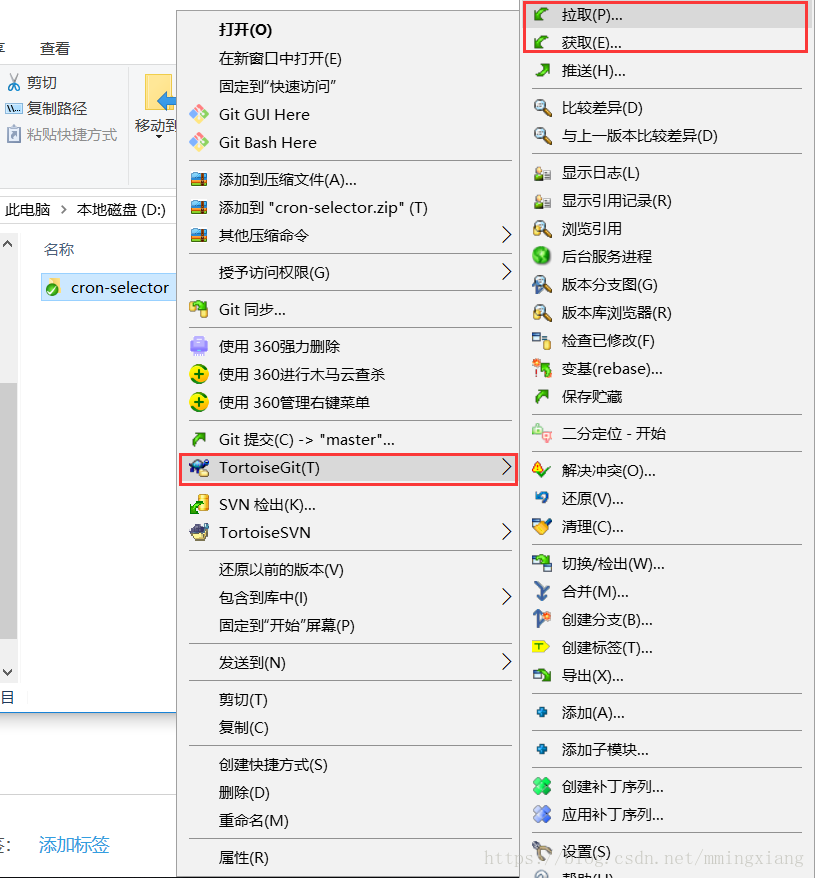 查看
剪切
复制路径
粘贴快捷方式
移动到
此电脑 > 本地磁盘 (D:)
名称
cron-selector
目
添加标签
打开(O)
在新窗口中打开(E)
固定到"快速访问"
Git GUI Here
Git Bash Here
添加到压缩文件(A)...
添加到 "cron-selector.zip" (T)
其他压缩命令
授予访问权限(G)
Git 同步...
使用 360强力删除
使用 360进行木马云查杀
使用 360管理右键菜单
Git 提交(C) -> "master"...
TortoiseGit(T)
SVN 检出(K)...
TortoiseSVN
还原以前的版本(V)
包含到库中(I)
固定到"开始"屏幕(P)
发送到(N)
剪切(T)
复制(C)
创建快捷方式(S)
删除(D)
重命名(M)
属性(R)
拉取(P)...
获取(E)...
推送(H)...
比较差异(D)
与上一版本比较差异(D)
显示日志(L)
显示引用记录(R)
浏览引用
后台服务进程
版本分支图(G)
版本库浏览器(R)
检查已修改(F)
变基(rebase)...
保存贮藏
二分定位 - 开始
解决冲突(O)...
还原(V)...
清理(C)...
切换/检出(W)...
合并(M)...
创建分支(B)...
创建标签(T)...
导出(X)...
添加(A)...
添加子模块...
创建补丁序列...
应用补丁序列...
设置(S)
帮助(H)
https://blog.csdn.net/mmingxiang